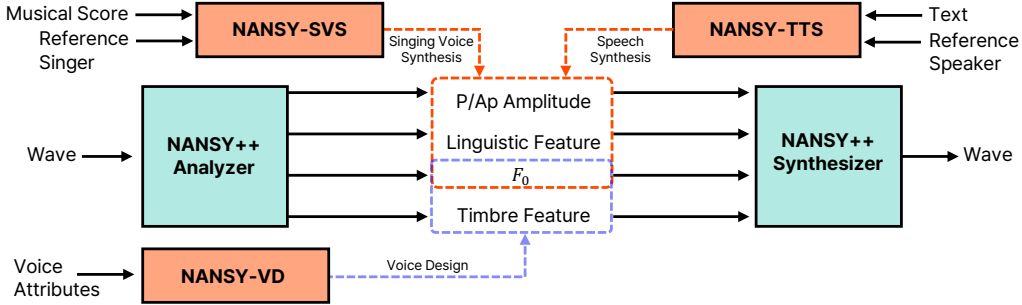 Musical Score
Reference
Singer
NANSY-SVS
Singing Voice
Synthesis
Speech
Synthesis
NANSY-TTS
Text
Reference
Speaker
Wave
NANSY++
Analyzer
P/Ap Amplitude
Linguistic Feature
F₀
Timbre Feature
NANSY++
Synthesizer
Wave
Voice
Attributes
NANSY-VD
Voice Design